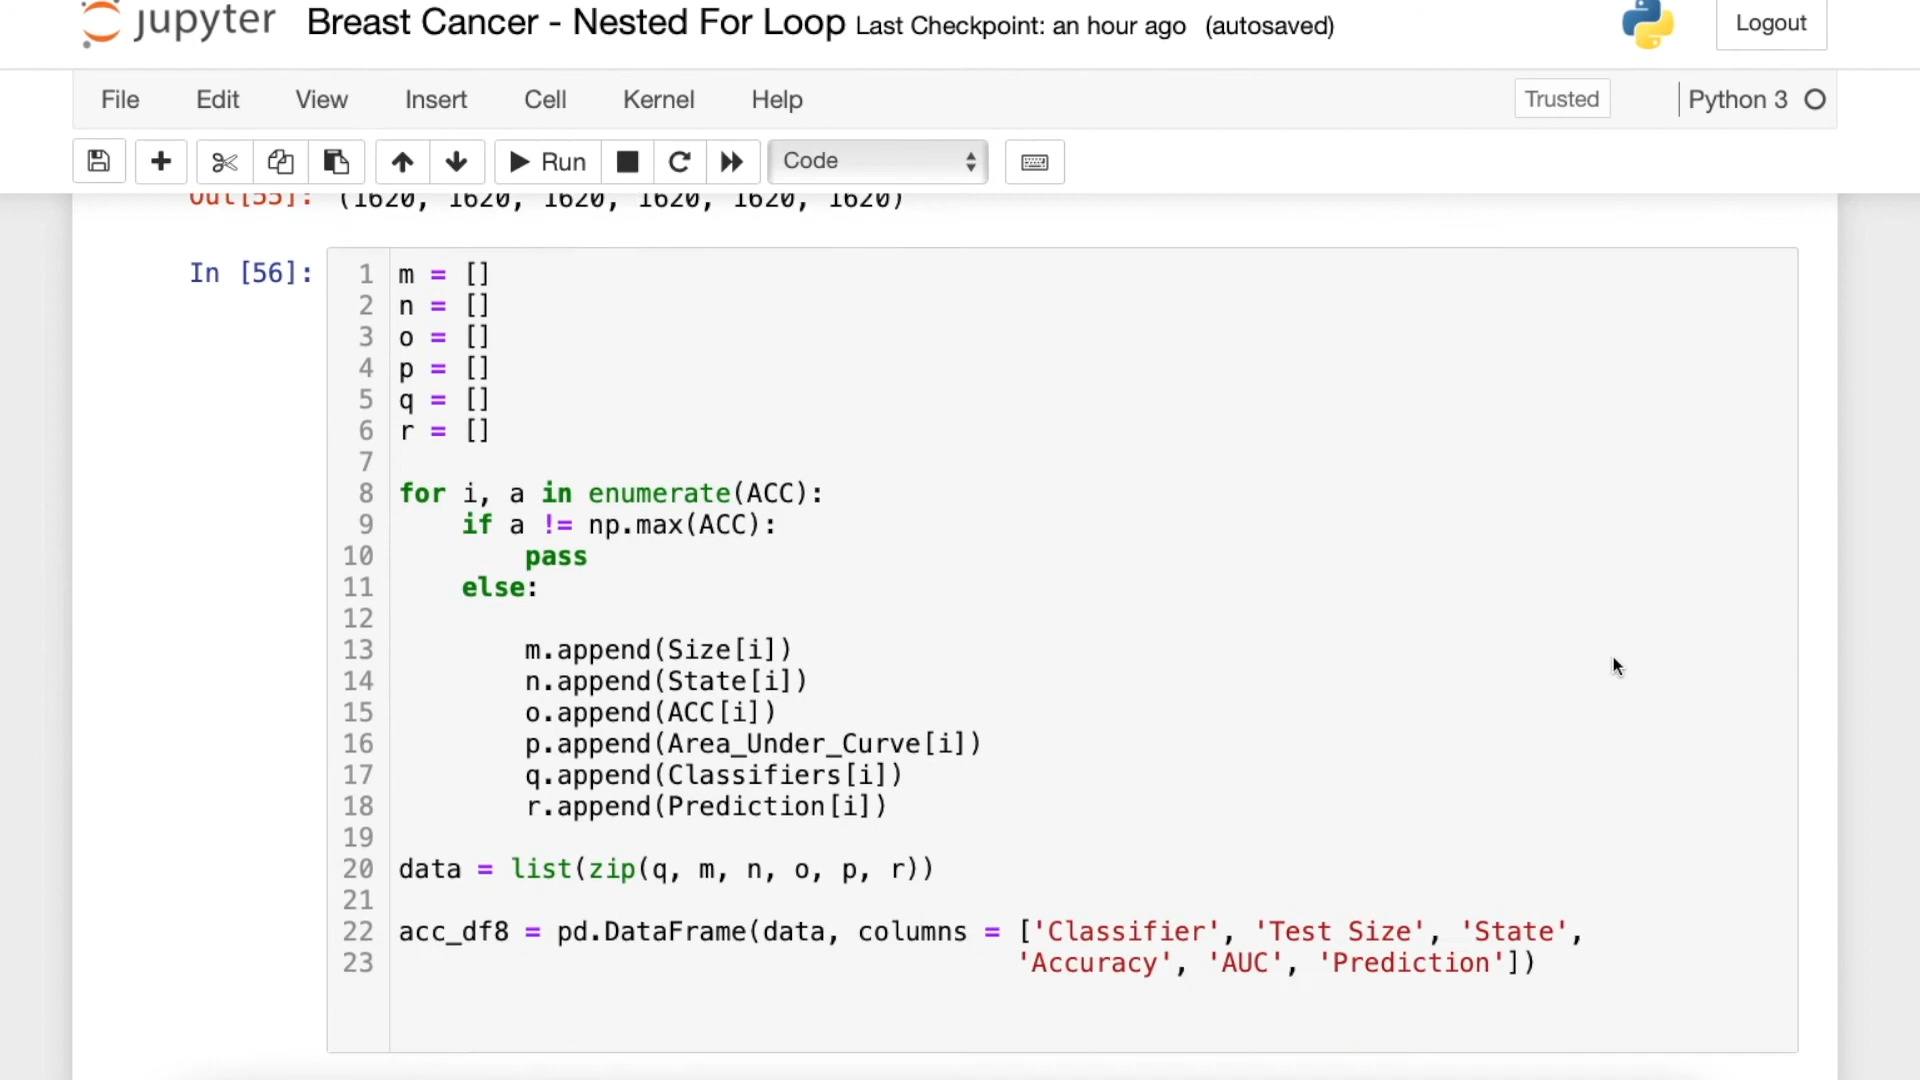 jupyter Breast Cancer - Nested For Loop Last Checkpoint: an hour ago (autosaved) Logout
File Edit View Insert Cell Kernel Help Trusted Python 3
Run Code
Out[55]: (1620, 1620, 1620, 1620, 1620, 1620)
In [56]:
1 m = []
2 n = []
3 o = []
4 p = []
5 q = []
6 r = []
7
8 for i, a in enumerate(ACC):
9     if a != np.max(ACC):
10         pass
11     else:
12
13         m.append(Size[i])
14         n.append(State[i])
15         o.append(ACC[i])
16         p.append(Area_Under_Curve[i])
17         q.append(Classifiers[i])
18         r.append(Prediction[i])
19
20 data = list(zip(q, m, n, o, p, r))
21
22 acc_df8 = pd.DataFrame(data, columns = ['Classifier', 'Test Size', 'State',
23                                        'Accuracy', 'AUC', 'Prediction'])